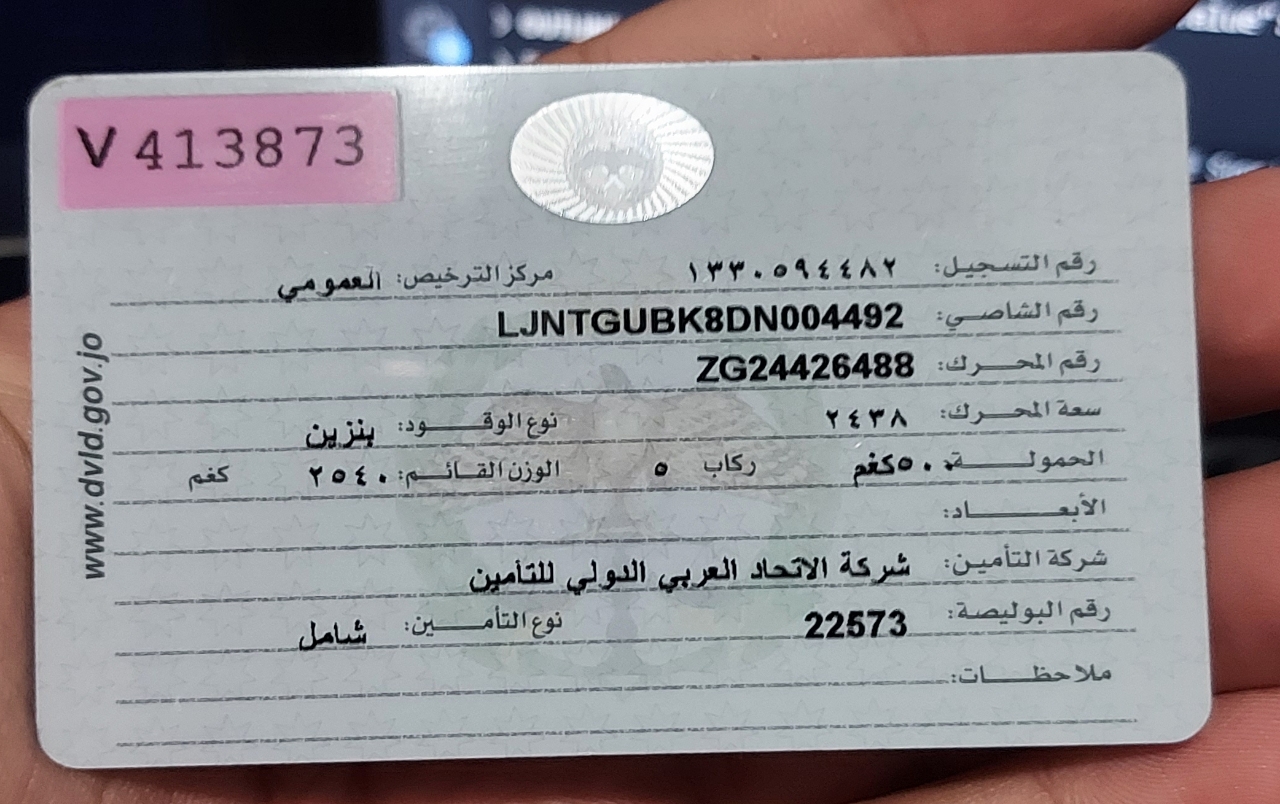 V 413873
رقم التسجيل: ١٣٣٠٥٩٤٤٨٢ مركز الترخيص: العمومي
رقم الشاصي: LJNTGUBK8DN004492
رقم المحرك: ZG24426488
سعة المحرك: ٢٤٣٨ نوع الوقود: بنزين
الحمولة: ٥٠٠كغم ركاب ٥ الوزن القائم: ٢٥٤٠ كغم
الأبعاد:
شركة التأمين: شركة الاتحاد العربي الدولي للتأمين
رقم البوليصة: 22573 نوع التأمين: شامل
ملاحظات:
www.dvld.gov.jo